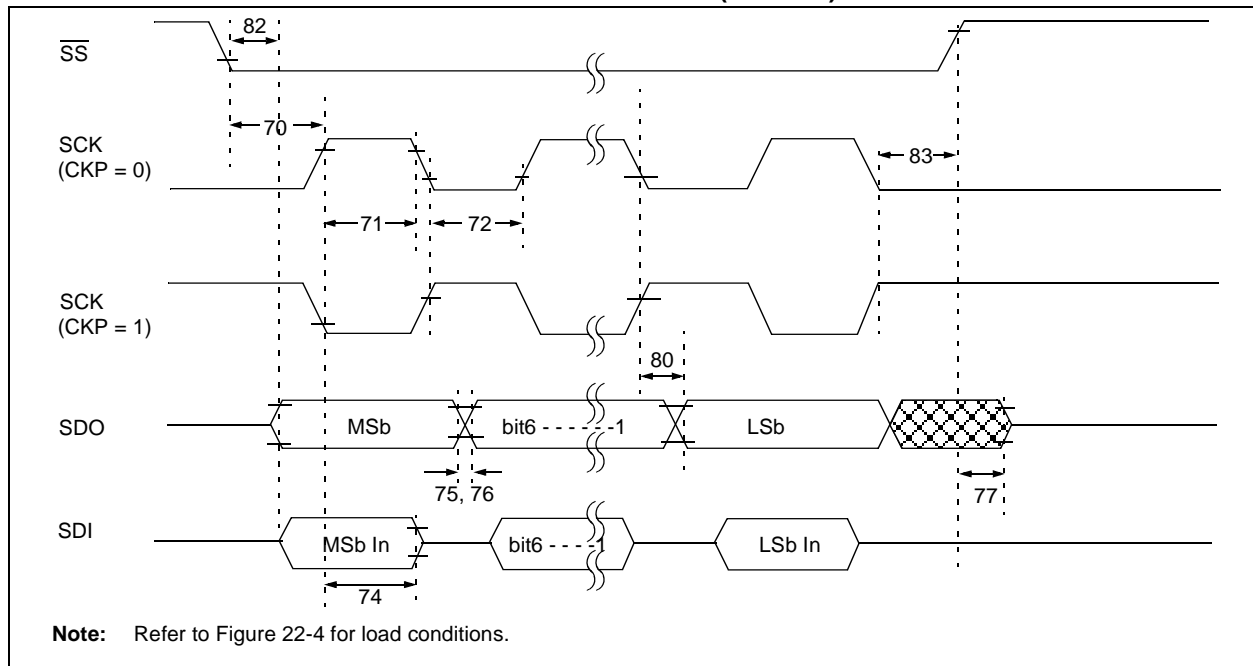 82
SS
70
SCK
(CKP = 0)
83
71
72
SCK
(CKP = 1)
80
SDO
MSb
bit6 - - - - - -1
LSb
75, 76
77
SDI
MSb In
bit6 - - - -1
LSb In
74
Note: Refer to Figure 22-4 for load conditions.